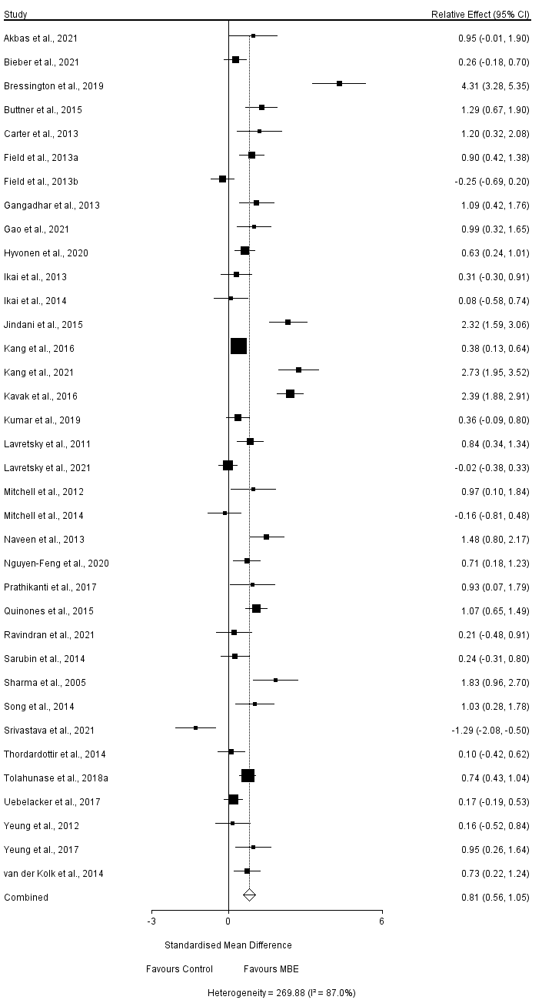 Study Relative Effect (95% CI)
Akbas et al., 2021 0.95 (-0.01, 1.90)
Bieber et al., 2021 0.26 (-0.18, 0.70)
Bressington et al., 2019 4.31 (3.28, 5.35)
Buttner et al., 2015 1.29 (0.67, 1.90)
Carter et al., 2013 1.20 (0.32, 2.08)
Field et al., 2013a 0.90 (0.42, 1.38)
Field et al., 2013b -0.25 (-0.69, 0.20)
Gangadhar et al., 2013 1.09 (0.42, 1.76)
Gao et al., 2021 0.99 (0.32, 1.65)
Hyvonen et al., 2020 0.63 (0.24, 1.01)
Ikai et al., 2013 0.31 (-0.30, 0.91)
Ikai et al., 2014 0.08 (-0.58, 0.74)
Jindani et al., 2015 2.32 (1.59, 3.06)
Kang et al., 2016 0.38 (0.13, 0.64)
Kang et al., 2021 2.73 (1.95, 3.52)
Kavak et al., 2016 2.39 (1.88, 2.91)
Kumar et al., 2019 0.36 (-0.09, 0.80)
Lavretsky et al., 2011 0.84 (0.34, 1.34)
Lavretsky et al., 2021 -0.02 (-0.38, 0.33)
Mitchell et al., 2012 0.97 (0.10, 1.84)
Mitchell et al., 2014 -0.16 (-0.81, 0.48)
Naveen et al., 2013 1.48 (0.80, 2.17)
Nguyen-Feng et al., 2020 0.71 (0.18, 1.23)
Prathikanti et al., 2017 0.93 (0.07, 1.79)
Quinones et al., 2015 1.07 (0.65, 1.49)
Ravindran et al., 2021 0.21 (-0.48, 0.91)
Sarubin et al., 2014 0.24 (-0.31, 0.80)
Sharma et al., 2005 1.83 (0.96, 2.70)
Song et al., 2014 1.03 (0.28, 1.78)
Srivastava et al., 2021 -1.29 (-2.08, -0.50)
Thordardottir et al., 2014 0.10 (-0.42, 0.62)
Tolahunase et al., 2018a 0.74 (0.43, 1.04)
Uebelacker et al., 2017 0.17 (-0.19, 0.53)
Yeung et al., 2012 0.16 (-0.52, 0.84)
Yeung et al., 2017 0.95 (0.26, 1.64)
van der Kolk et al., 2014 0.73 (0.22, 1.24)
Combined 0.81 (0.56, 1.05)
-3 0 6
Standardised Mean Difference
Favours Control Favours MBE
Heterogeneity = 269.88 (I² = 87.0%)